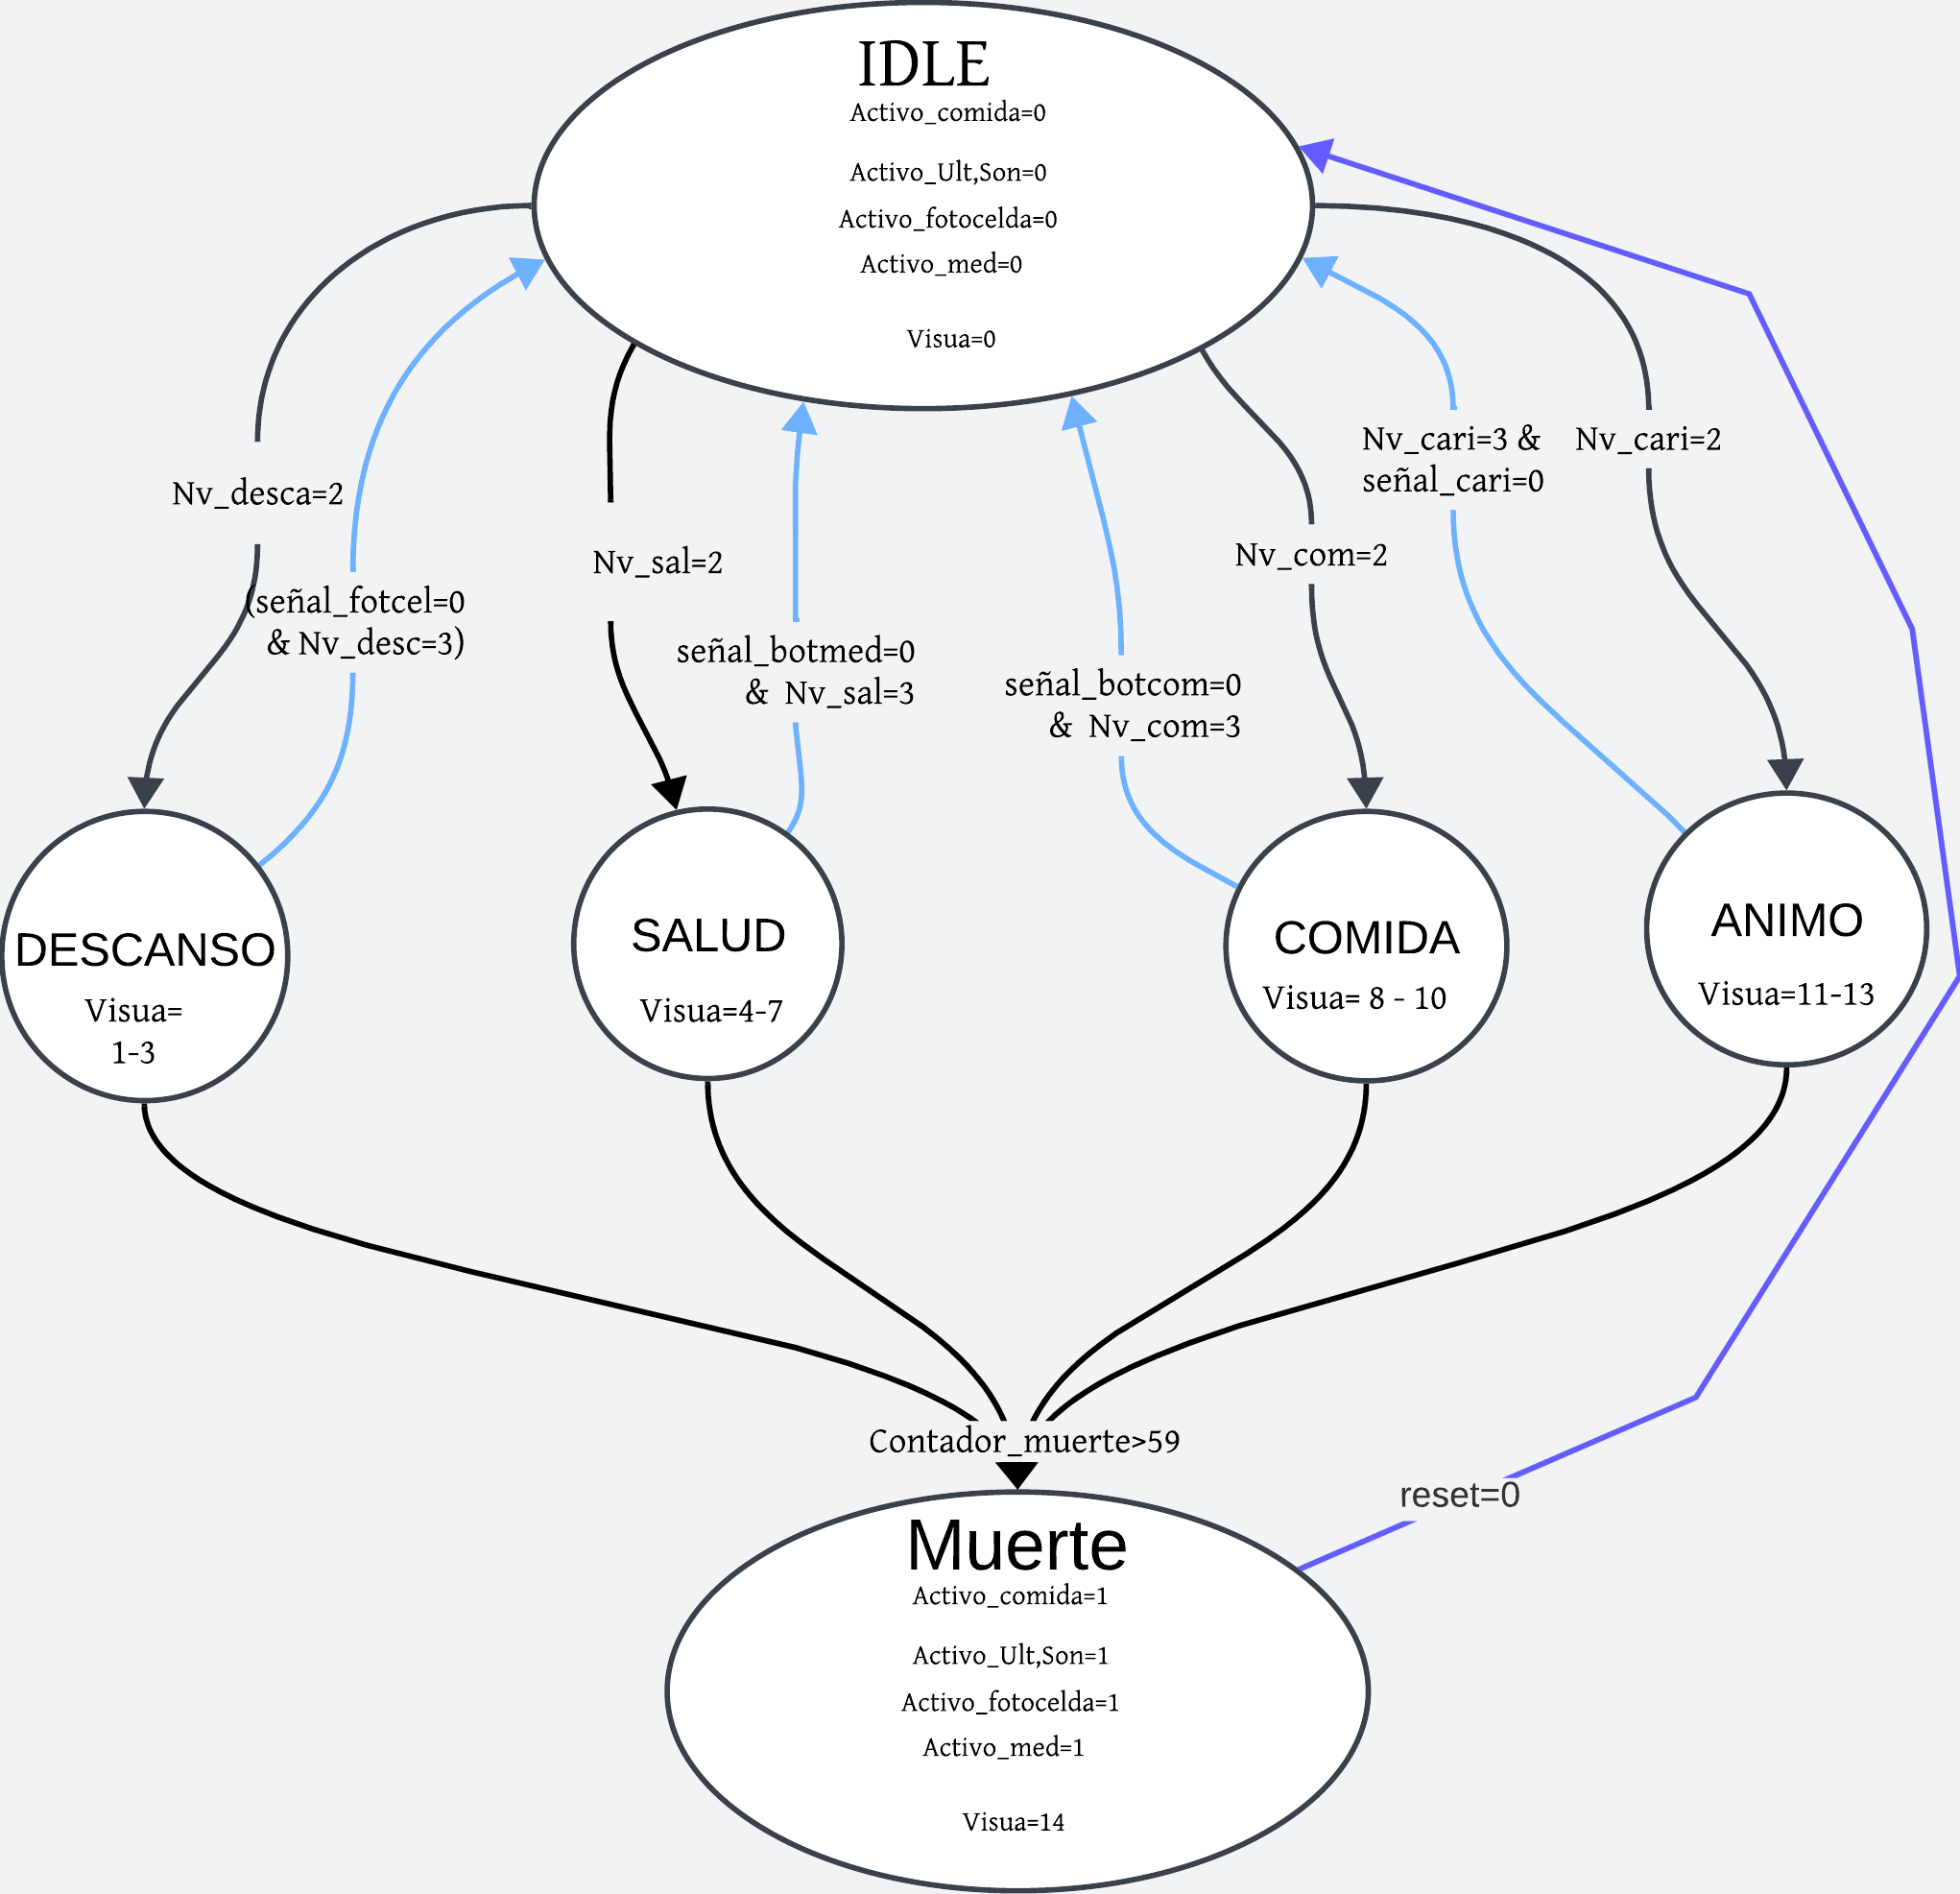 IDLE
Activo_comida=0
Activo_Ult,Son=0
Activo_fotocelda=0
Activo_med=0
Visua=0
Nv_desca=2
(señal_fotcel=0
& Nv_desc=3)
Nv_sal=2
señal_botmed=0
& Nv_sal=3
señal_botcom=0
& Nv_com=3
Nv_com=2
Nv_cari=3 &
señal_cari=0
Nv_cari=2
DESCANSO
Visua=
1-3
SALUD
Visua=4-7
COMIDA
Visua= 8 - 10
ANIMO
Visua=11-13
Contador_muerte>59
reset=0
Muerte
Activo_comida=1
Activo_Ult,Son=1
Activo_fotocelda=1
Activo_med=1
Visua=14